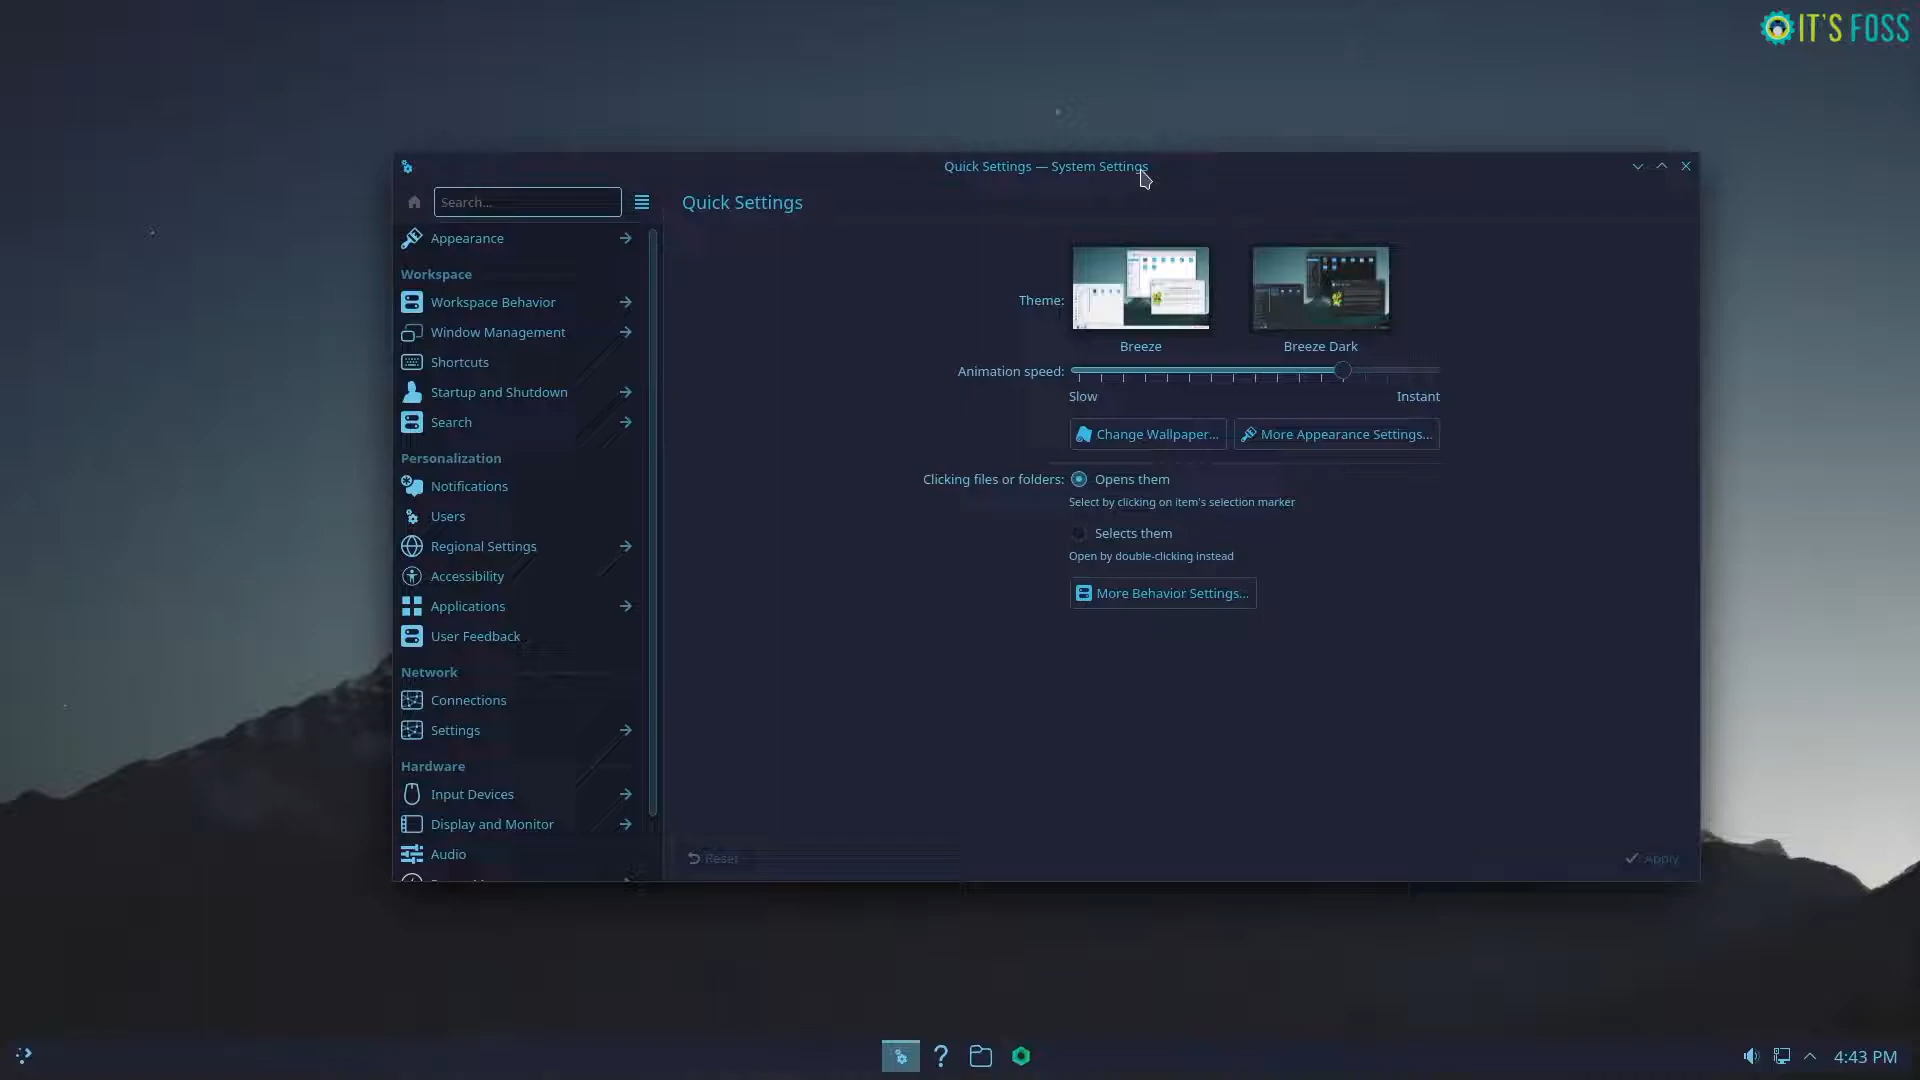 IT'S FOSS
Quick Settings — System Settings
Search...
Quick Settings
Appearance
Workspace
Workspace Behavior
Window Management
Shortcuts
Startup and Shutdown
Search
Personalization
Notifications
Users
Regional Settings
Accessibility
Applications
User Feedback
Network
Connections
Settings
Hardware
Input Devices
Display and Monitor
Audio
Theme:
Breeze
Breeze Dark
Animation speed:
Slow
Instant
Change Wallpaper...
More Appearance Settings...
Clicking files or folders:
Opens them
Select by clicking on item's selection marker
Selects them
Open by double-clicking instead
More Behavior Settings...
Reset
Apply
4:43 PM